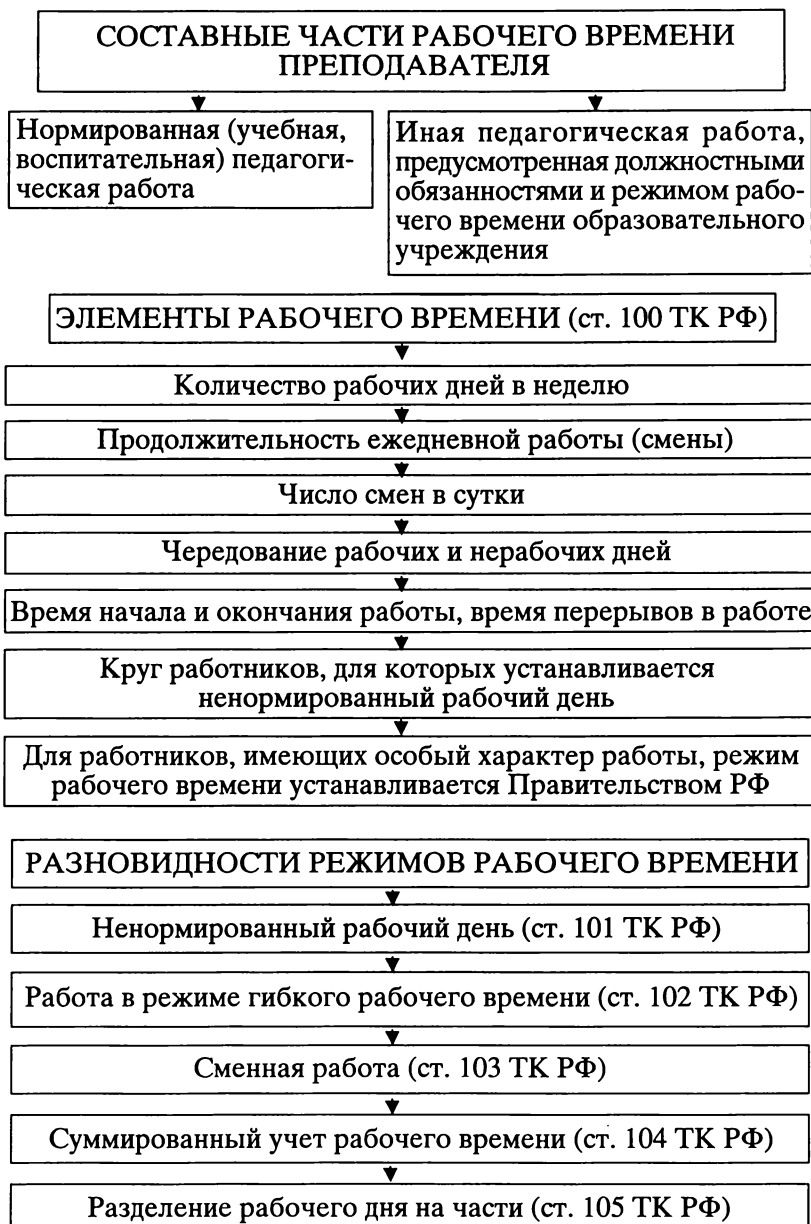 СОСТАВНЫЕ ЧАСТИ РАБОЧЕГО ВРЕМЕНИ
ПРЕПОДАВАТЕЛЯ
Нормированная (учебная,
воспитательная) педагоги-
ческая работа
Иная педагогическая работа,
предусмотренная должностными
обязанностями и режимом рабо-
чего времени образовательного
учреждения
ЭЛЕМЕНТЫ РАБОЧЕГО ВРЕМЕНИ (ст. 100 ТК РФ)
Количество рабочих дней в неделю
Продолжительность ежедневной работы (смены)
Число смен в сутки
Чередование рабочих и нерабочих дней
Время начала и окончания работы, время перерывов в работе
Круг работников, для которых устанавливается
ненормированный рабочий день
Для работников, имеющих особый характер работы, режим
рабочего времени устанавливается Правительством РФ
РАЗНОВИДНОСТИ РЕЖИМОВ РАБОЧЕГО ВРЕМЕНИ
Ненормированный рабочий день (ст. 101 ТК РФ)
Работа в режиме гибкого рабочего времени (ст. 102 ТК РФ)
Сменная работа (ст. 103 ТК РФ)
Суммированный учет рабочего времени (ст. 104 ТК РФ)
Разделение рабочего дня на части (ст. 105 ТК РФ)